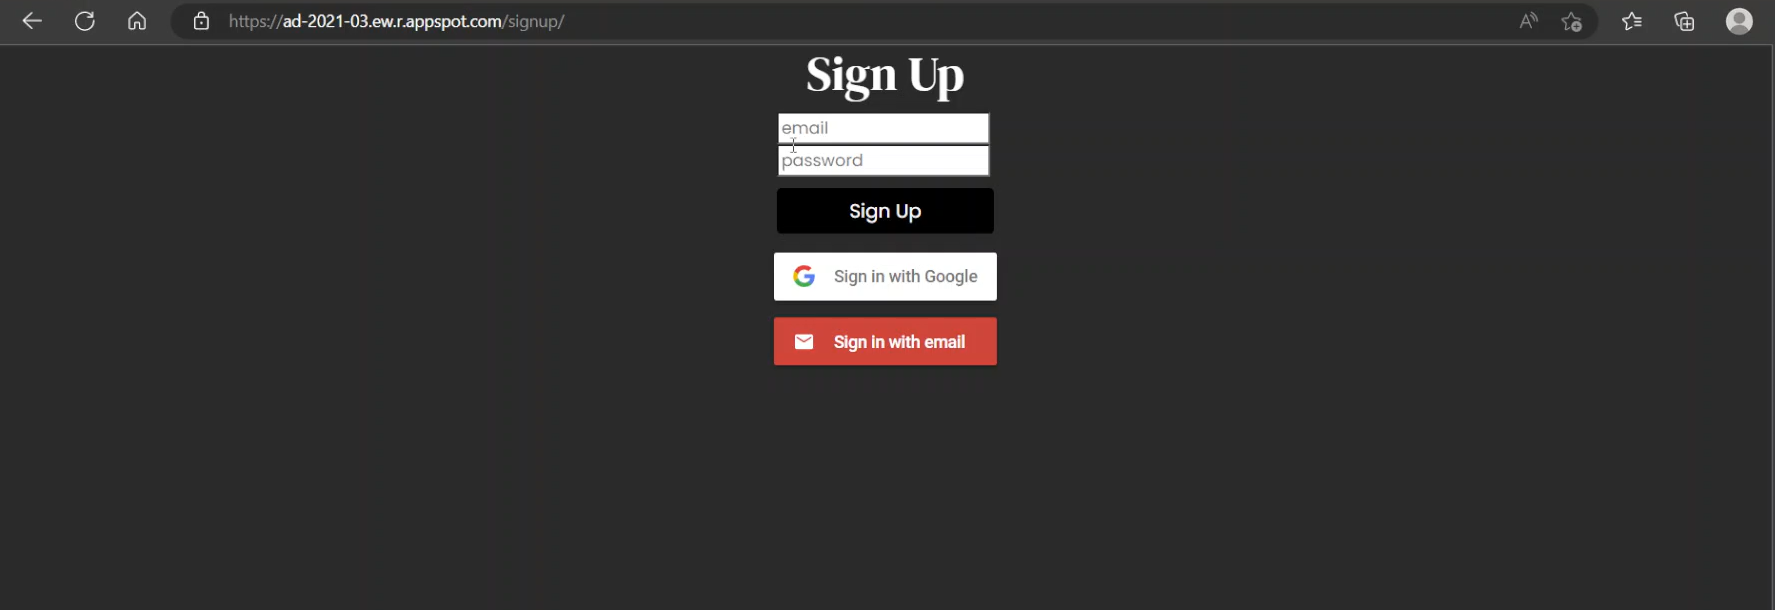 https://ad-2021-03.ew.r.appspot.com/signup/
Sign Up
email
password
Sign Up
Sign in with Google
Sign in with email